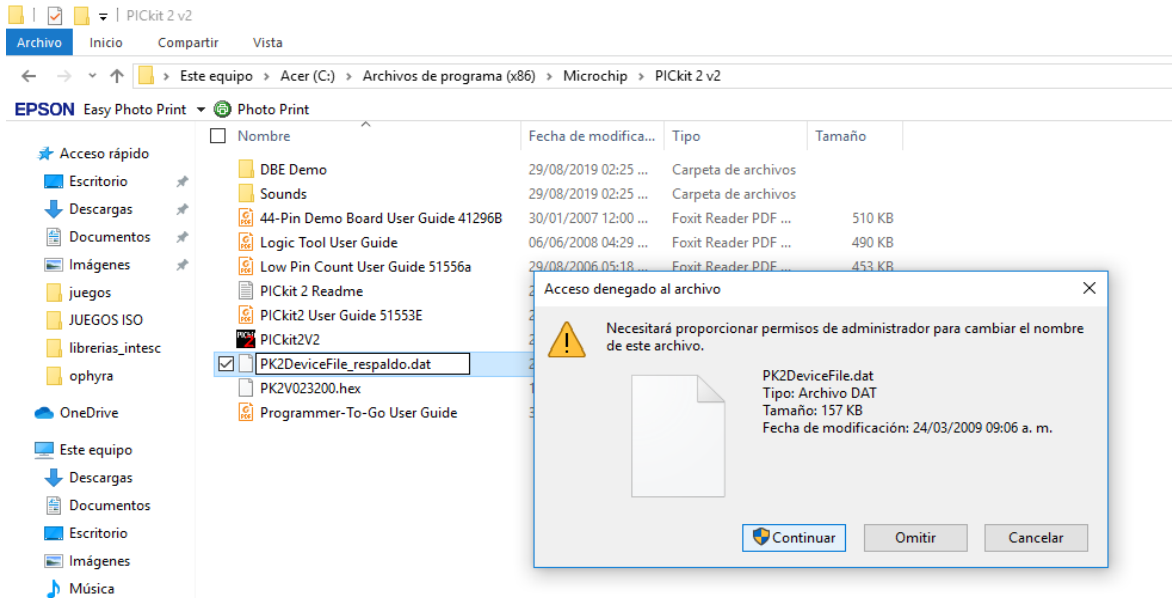 PICkit 2 v2
Archivo Inicio Compartir Vista
Este equipo > Acer (C:) > Archivos de programa (x86) > Microchip > PICkit 2 v2
EPSON Easy Photo Print Photo Print
Nombre Fecha de modifica... Tipo Tamaño
Acceso rápido
Escritorio
Descargas
Documentos
Imágenes
juegos
JUEGOS ISO
librerias_intesc
ophyra
OneDrive
Este equipo
Descargas
Documentos
Escritorio
Imágenes
Música
DBE Demo 29/08/2019 02:25 ... Carpeta de archivos
Sounds 29/08/2019 02:25 ... Carpeta de archivos
44-Pin Demo Board User Guide 41296B 30/01/2007 12:00 ... Foxit Reader PDF ... 510 KB
Logic Tool User Guide 06/06/2008 04:29 ... Foxit Reader PDF ... 490 KB
Low Pin Count User Guide 51556a 29/08/2006 05:18 ... Foxit Reader PDF ... 453 KB
PICkit 2 Readme
PICkit2 User Guide 51553E
PICkit2V2
PK2DeviceFile_respaldo.dat
PK2V023200.hex
Programmer-To-Go User Guide
Acceso denegado al archivo
Necesitará proporcionar permisos de administrador para cambiar el nombre
de este archivo.
PK2DeviceFile.dat
Tipo: Archivo DAT
Tamaño: 157 KB
Fecha de modificación: 24/03/2009 09:06 a. m.
Continuar Omitir Cancelar